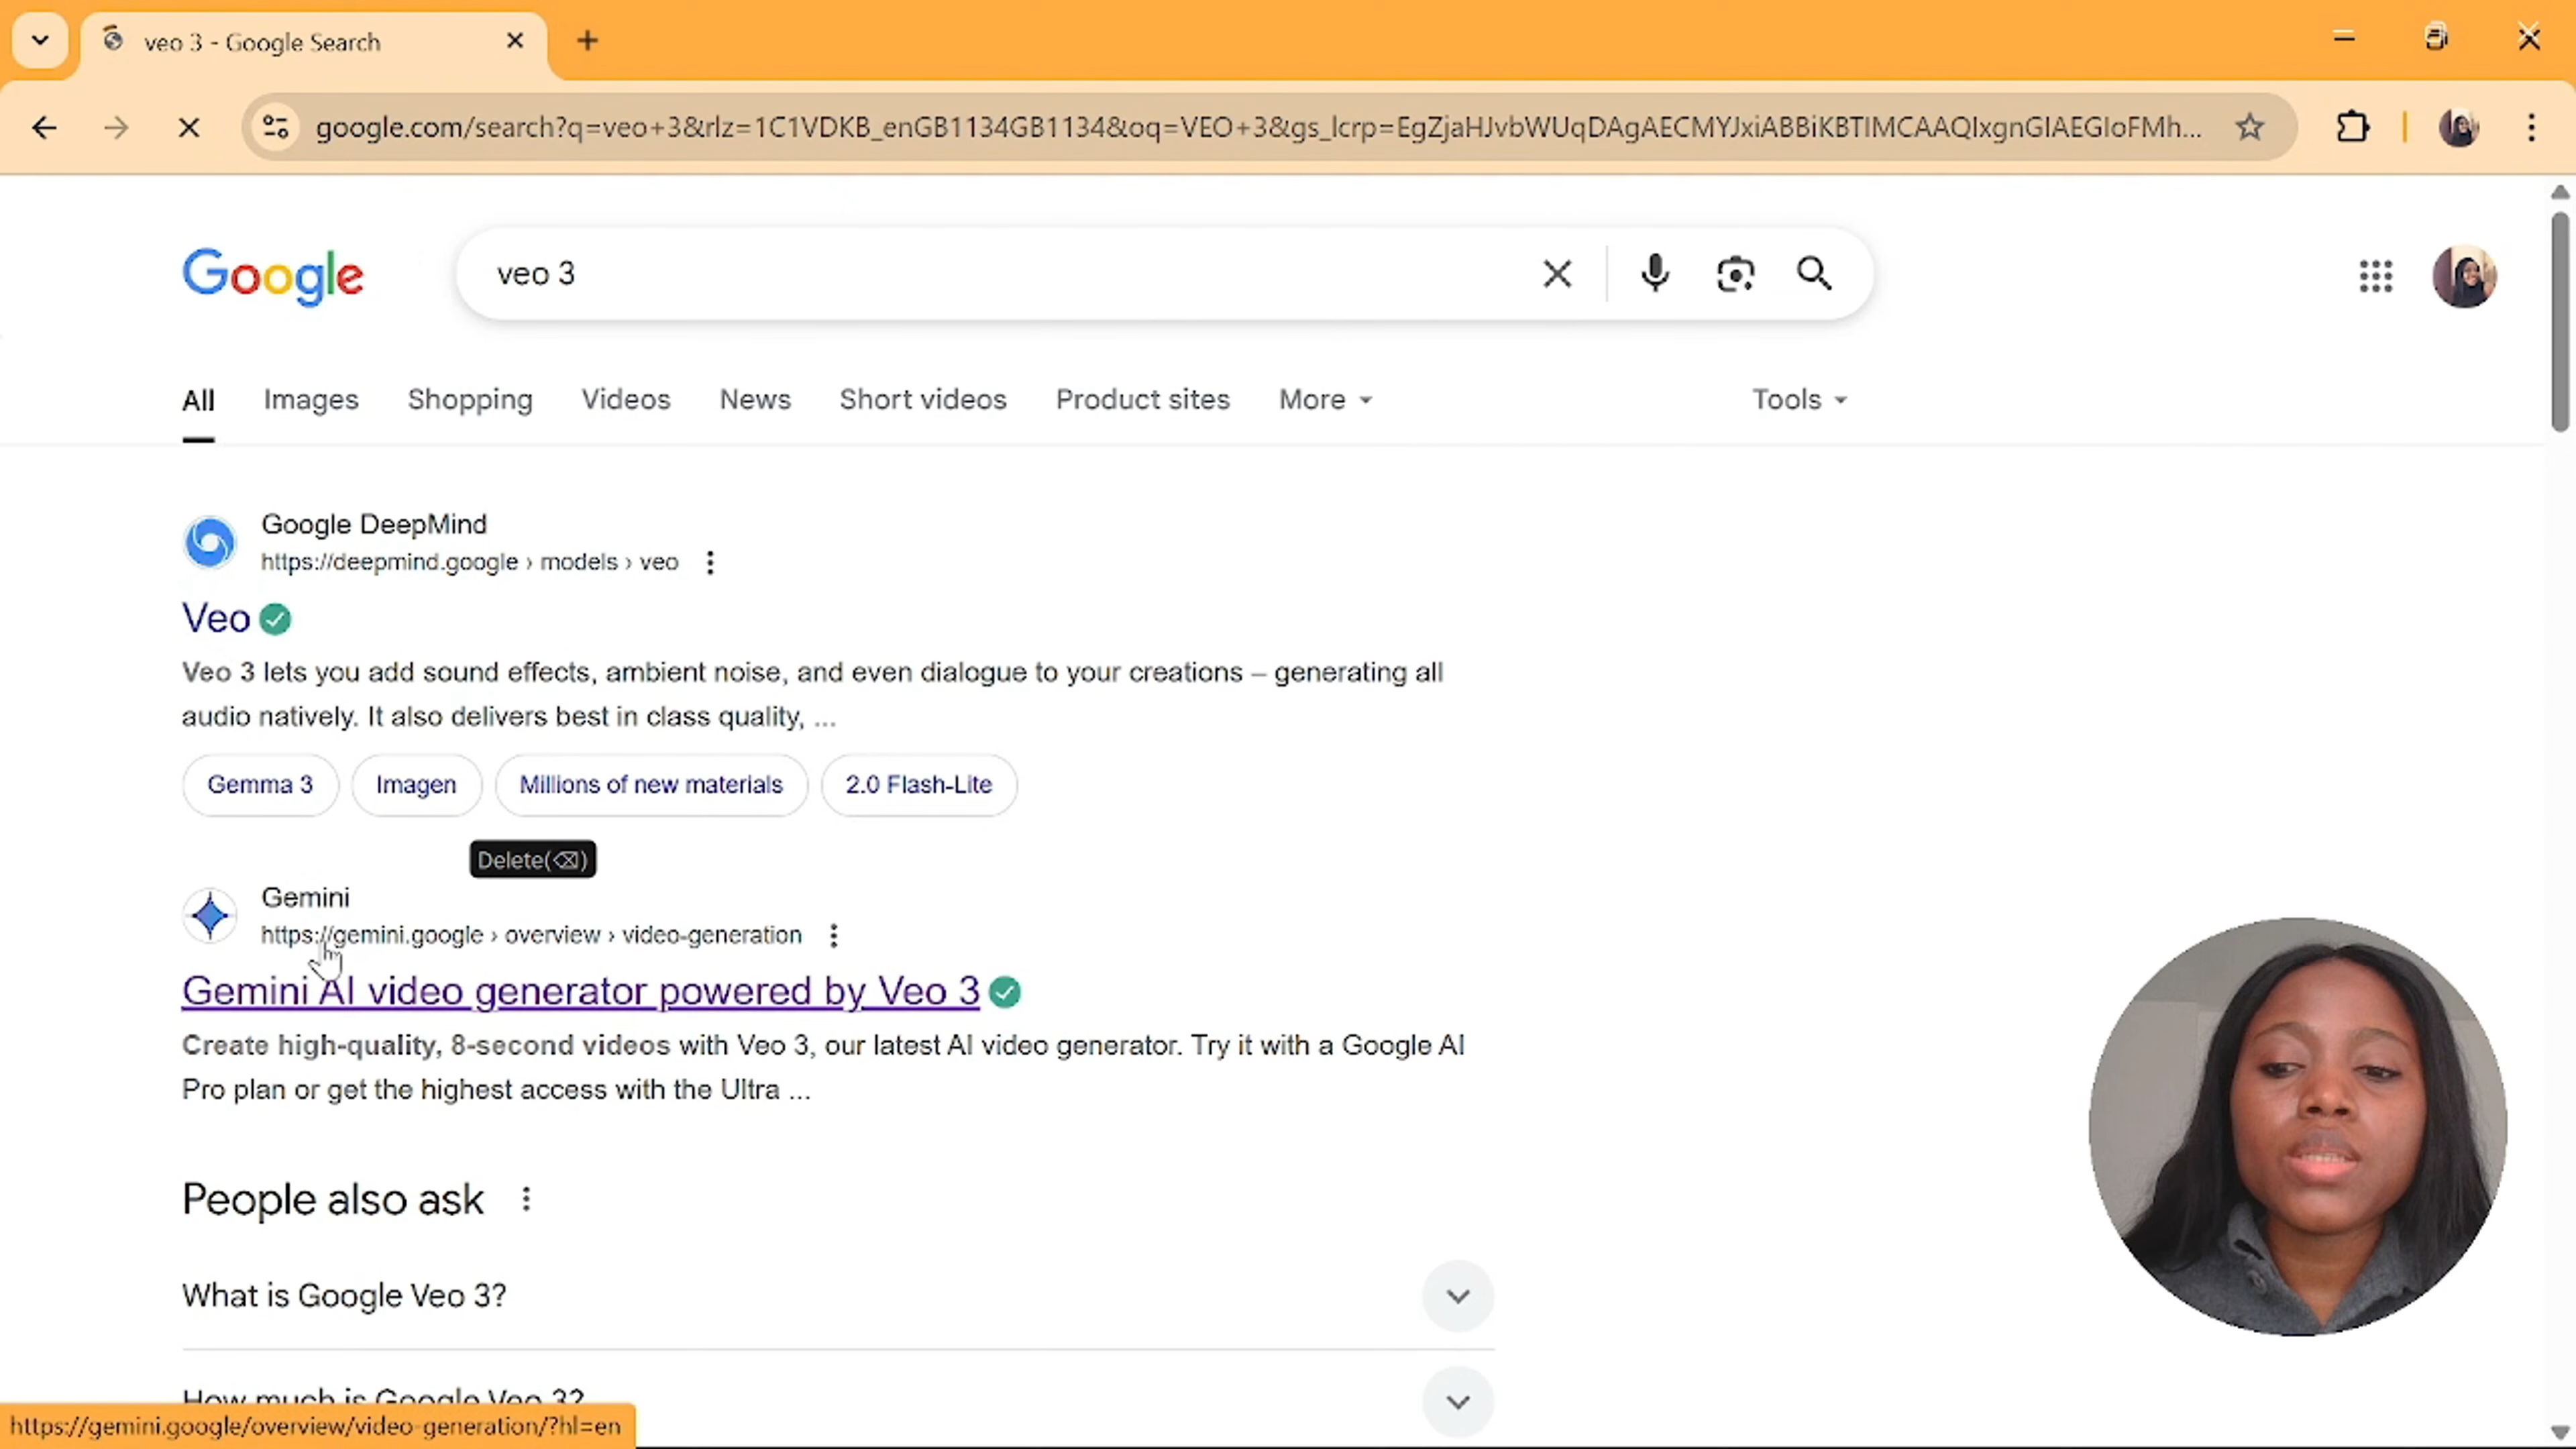 veo 3 - Google Search
google.com/search?q=veo+3&rlz=1C1VDKB_enGB1134GB1134&oq=VEO+3&gs_lcrp=EgZjaHJvbWUqDAgAECMYJxiABBiKBTIMCAAQIxgnGIAEGIoFMh...
Google
veo 3
All Images Shopping Videos News Short videos Product sites More Tools
Google DeepMind
https://deepmind.google › models › veo
Veo
Veo 3 lets you add sound effects, ambient noise, and even dialogue to your creations – generating all
audio natively. It also delivers best in class quality, ...
Gemma 3 Imagen Millions of new materials 2.0 Flash-Lite
Delete(⌫)
Gemini
https://gemini.google › overview › video-generation
Gemini AI video generator powered by Veo 3
Create high-quality, 8-second videos with Veo 3, our latest AI video generator. Try it with a Google AI
Pro plan or get the highest access with the Ultra ...
People also ask
What is Google Veo 3?
How much is Google Veo 3?
https://gemini.google/overview/video-generation/?hl=en